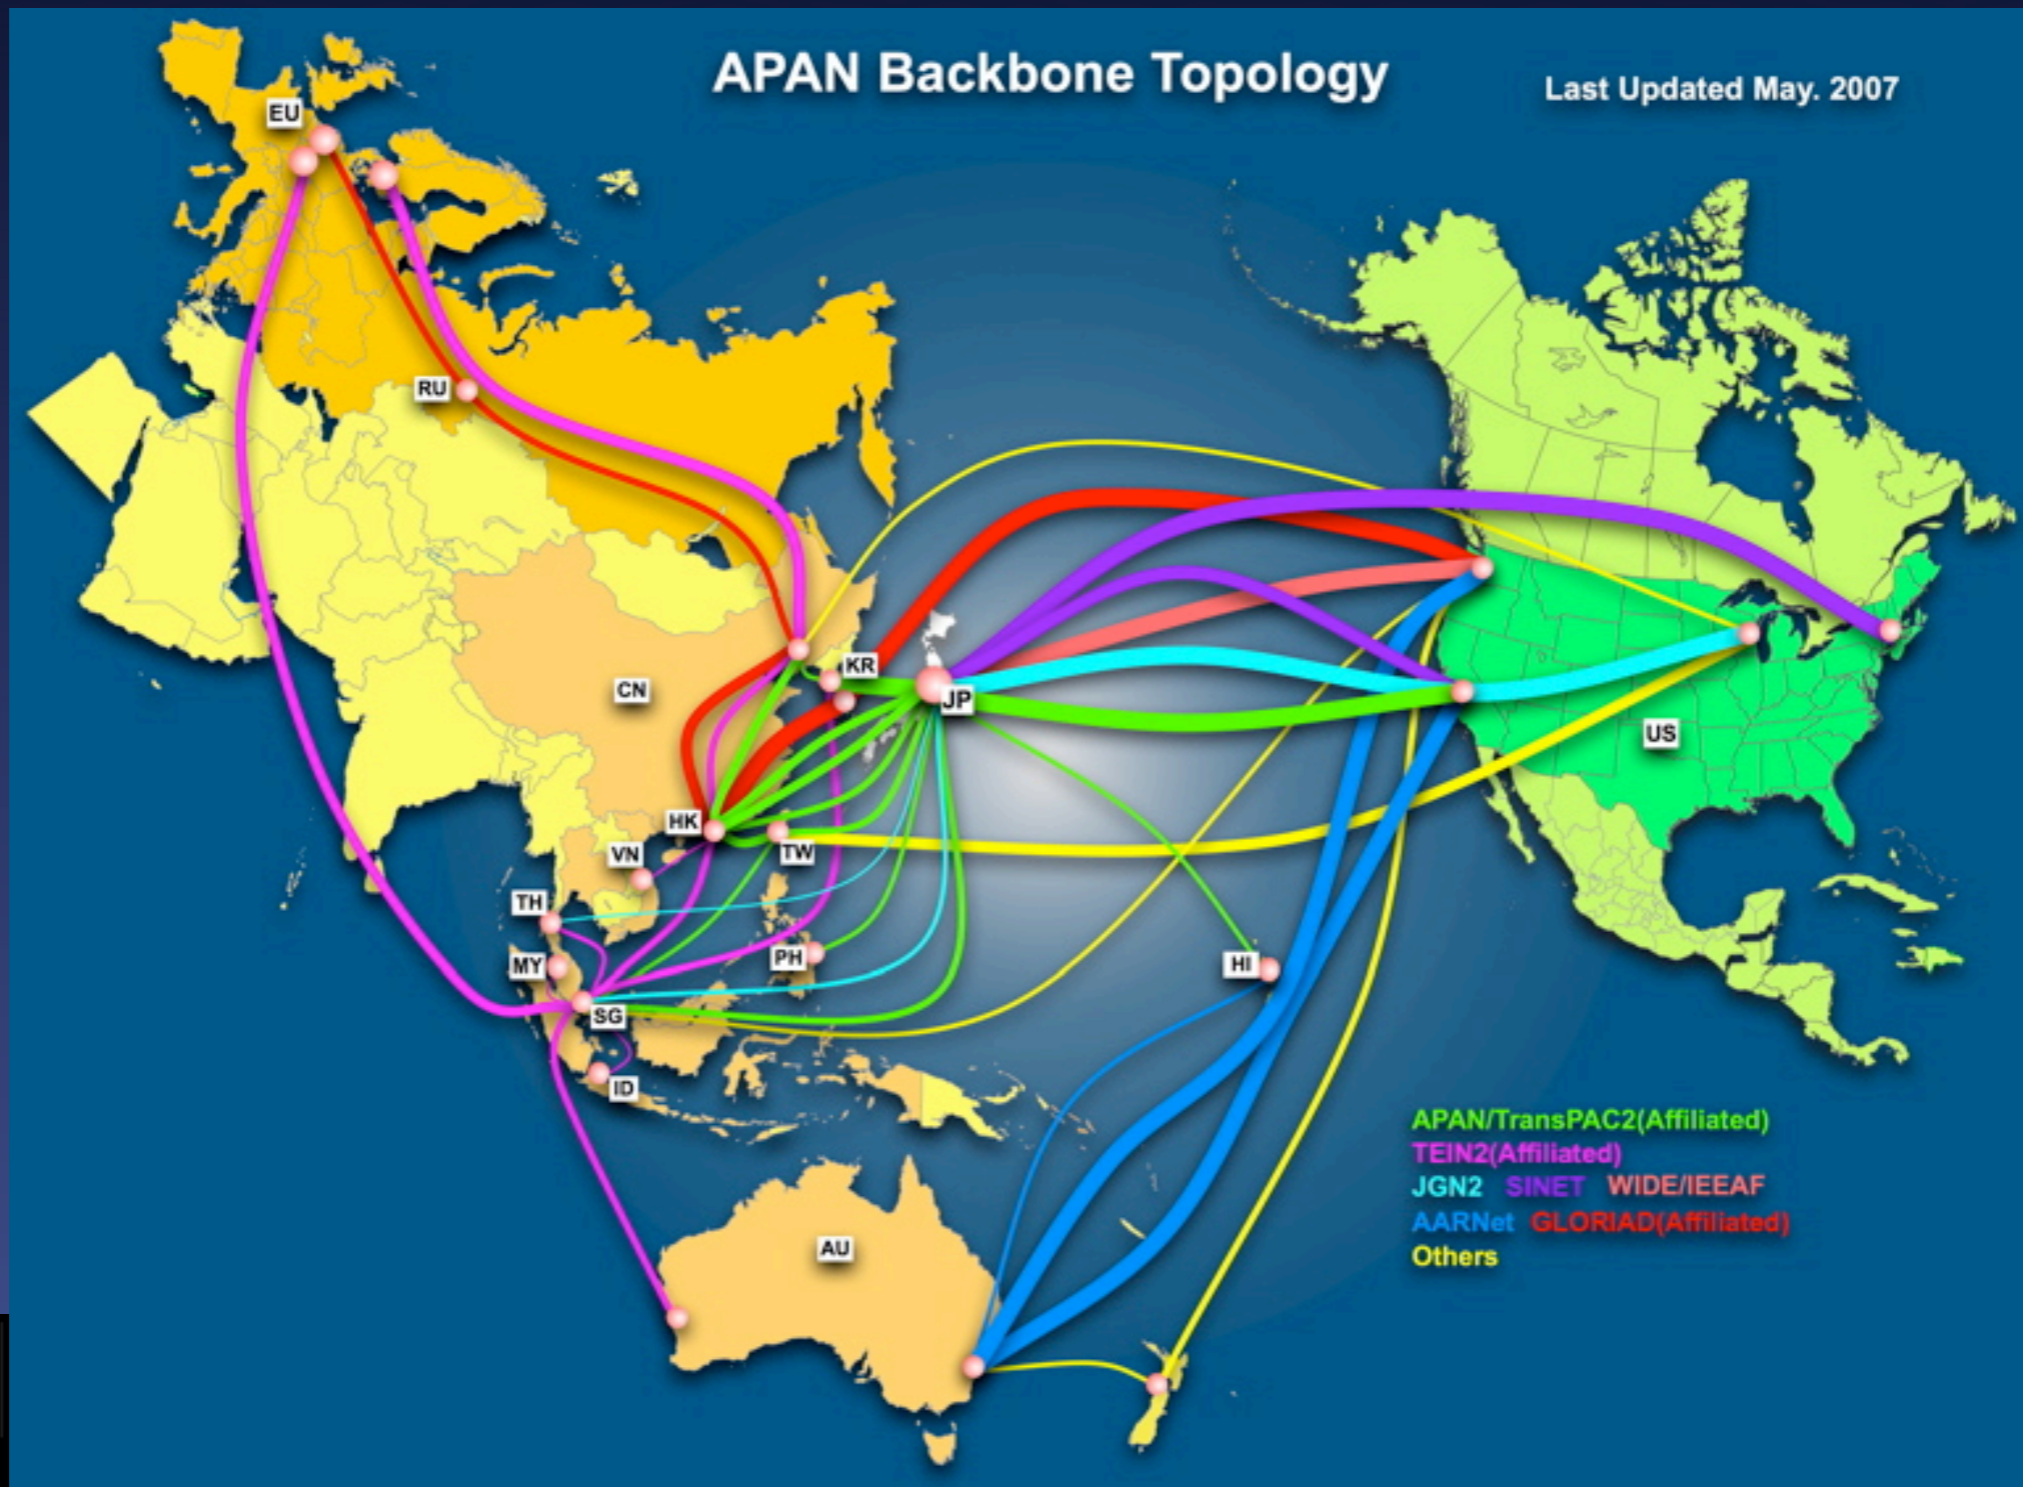 APAN Backbone Topology
Last Updated May. 2007
EU
RU
CN
KR
JP
US
HK
VN
TW
TH
MY
PH
SG
HI
ID
AU
APAN/TransPAC2(Affiliated)
TEIN2(Affiliated)
JGN2 SINET WIDE/IEEAF
AARNet GLORIAD(Affiliated)
Others